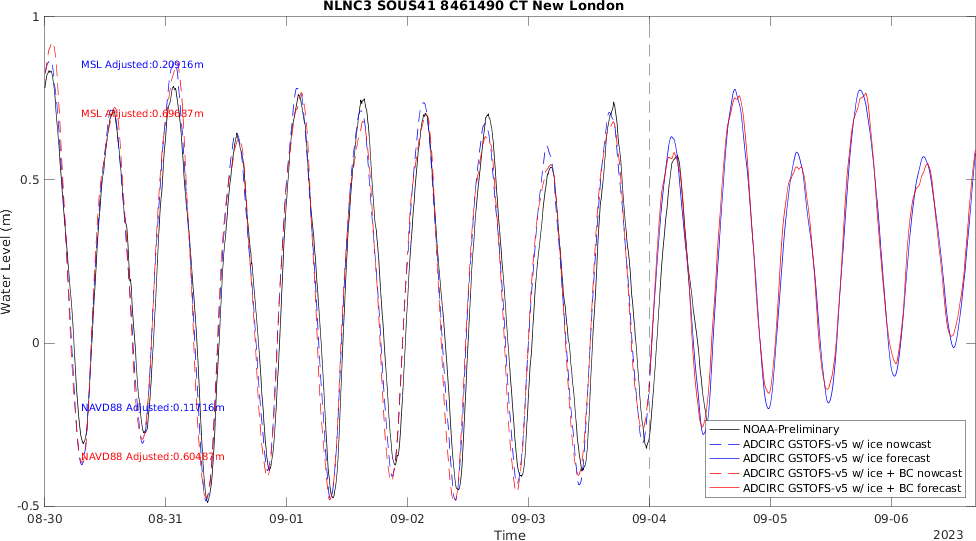 NLNC3 SOUS41 8461490 CT New London
1
MSL Adjusted:0.20916m
MSL Adjusted:0.69687m
0.5
Water Level (m)
0
NAVD88 Adjusted:0.11716m
NAVD88 Adjusted:0.60487m
NOAA-Preliminary
ADCIRC GSTOFS-v5 w/ ice nowcast
ADCIRC GSTOFS-v5 w/ ice forecast
ADCIRC GSTOFS-v5 w/ ice + BC nowcast
ADCIRC GSTOFS-v5 w/ ice + BC forecast
-0.5
08-30 08-31 09-01 09-02 09-03 09-04 09-05 09-06
Time
2023